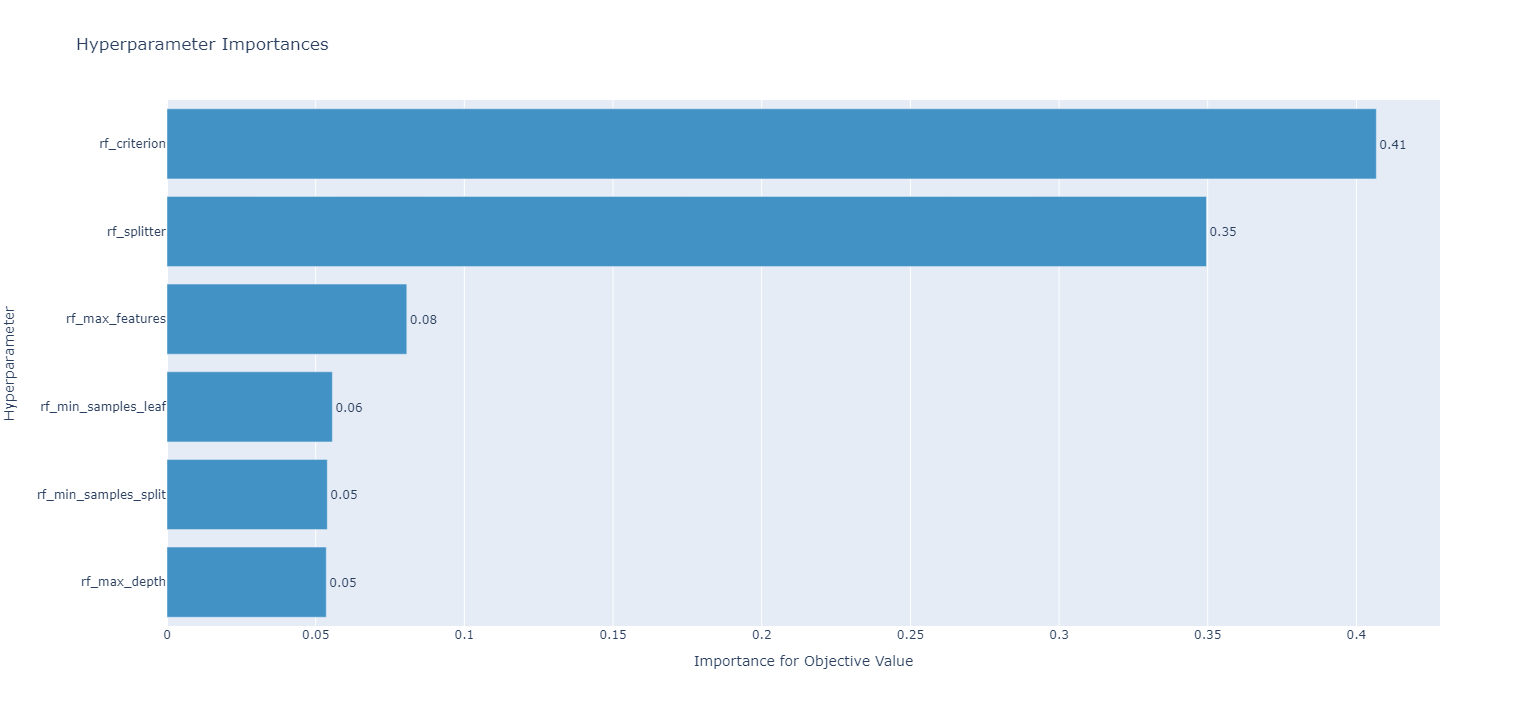 Hyperparameter Importances
Hyperparameter
rf_criterion
0.41
rf_splitter
0.35
rf_max_features
0.08
rf_min_samples_leaf
0.06
rf_min_samples_split
0.05
rf_max_depth
0.05
0 0.05 0.1 0.15 0.2 0.25 0.3 0.35 0.4
Importance for Objective Value